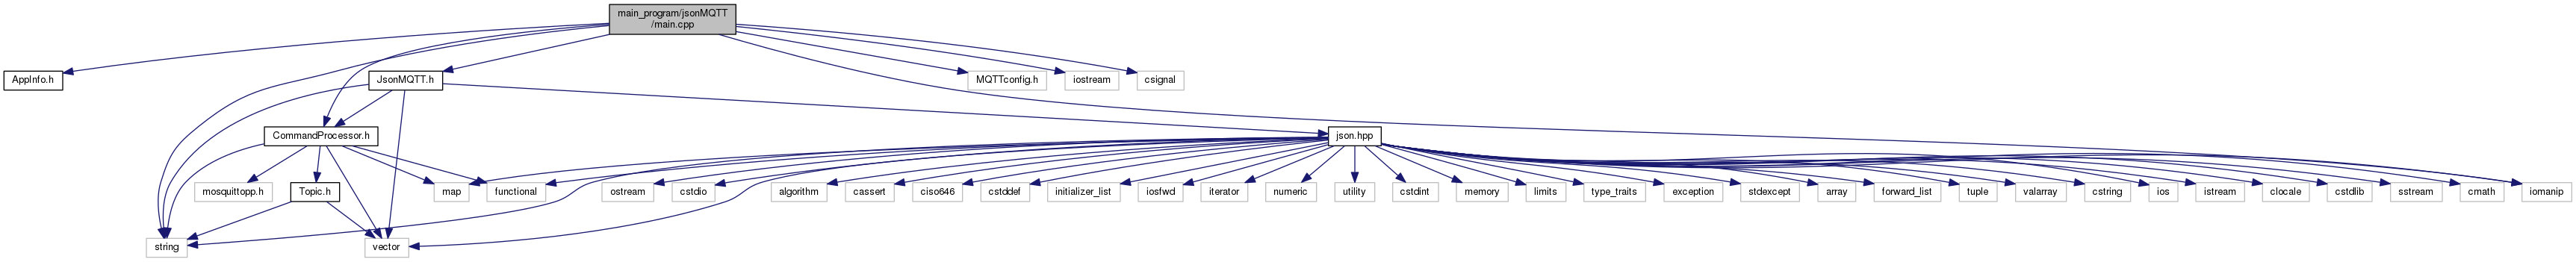 main_program/jsonMQTT
/main.cpp
AppInfo.h
JsonMQTT.h
MQTTconfig.h
iostream
csignal
CommandProcessor.h
json.hpp
mosquittopp.h
Topic.h
map
functional
ostream
cstdio
algorithm
cassert
ciso646
cstddef
initializer_list
iosfwd
iterator
numeric
utility
cstdint
memory
limits
type_traits
exception
stdexcept
array
forward_list
tuple
valarray
cstring
ios
istream
clocale
cstdlib
sstream
cmath
iomanip
string
vector